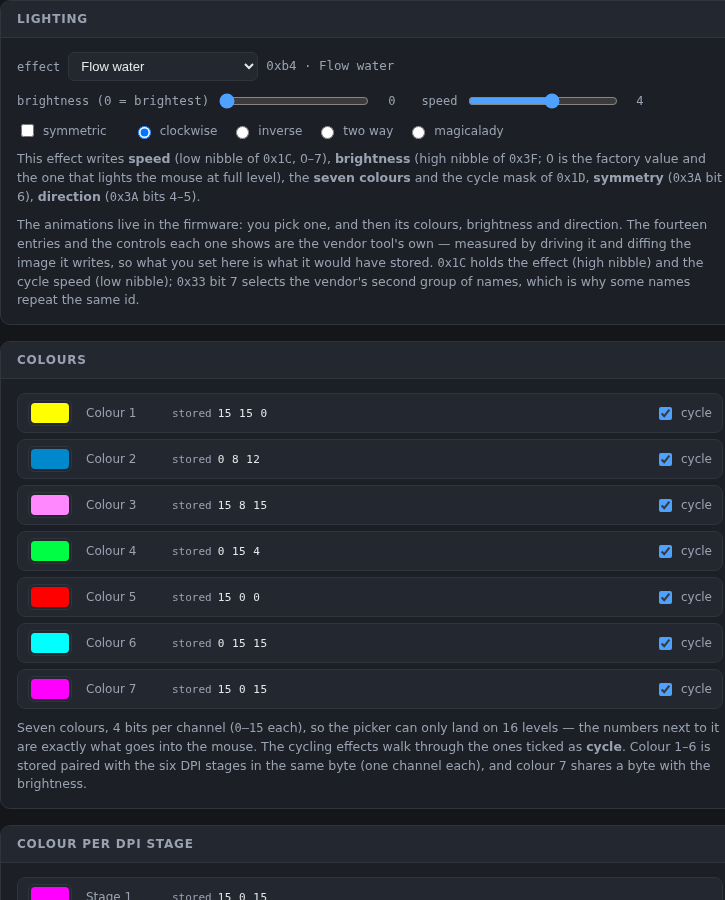 LIGHTING
effect Flow water 0xb4 · Flow water
brightness (0 = brightest) 0 speed 4
symmetric clockwise inverse two way magicalady
This effect writes speed (low nibble of 0x1C, 0–7), brightness (high nibble of 0x3F; 0 is the factory value and
the one that lights the mouse at full level), the seven colours and the cycle mask of 0x1D, symmetry (0x3A bit
6), direction (0x3A bits 4–5).
The animations live in the firmware: you pick one, and then its colours, brightness and direction. The fourteen
entries and the controls each one shows are the vendor tool's own — measured by driving it and diffing the
image it writes, so what you set here is what it would have stored. 0x1C holds the effect (high nibble) and the
cycle speed (low nibble); 0x33 bit 7 selects the vendor's second group of names, which is why some names
repeat the same id.
COLOURS
Colour 1 stored 15 15 0 cycle
Colour 2 stored 0 8 12 cycle
Colour 3 stored 15 8 15 cycle
Colour 4 stored 0 15 4 cycle
Colour 5 stored 15 0 0 cycle
Colour 6 stored 0 15 15 cycle
Colour 7 stored 15 0 15 cycle
Seven colours, 4 bits per channel (0–15 each), so the picker can only land on 16 levels — the numbers next to it
are exactly what goes into the mouse. The cycling effects walk through the ones ticked as cycle. Colour 1–6 is
stored paired with the six DPI stages in the same byte (one channel each), and colour 7 shares a byte with the
brightness.
COLOUR PER DPI STAGE
Stage 1 stored 15 0 15